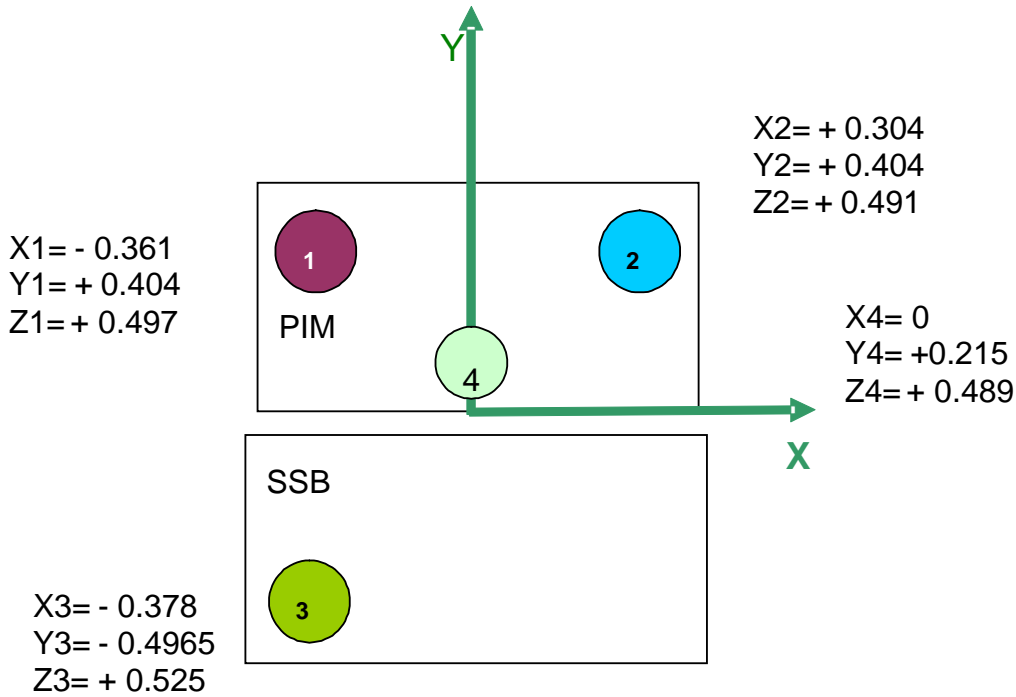 Y
X2= + 0.304
Y2= + 0.404
Z2= + 0.491
X1= - 0.361
Y1= + 0.404
Z1= + 0.497
1
2
PIM
X4= 0
Y4= +0.215
Z4= + 0.489
4
X
SSB
3
X3= - 0.378
Y3= - 0.4965
Z3= + 0.525